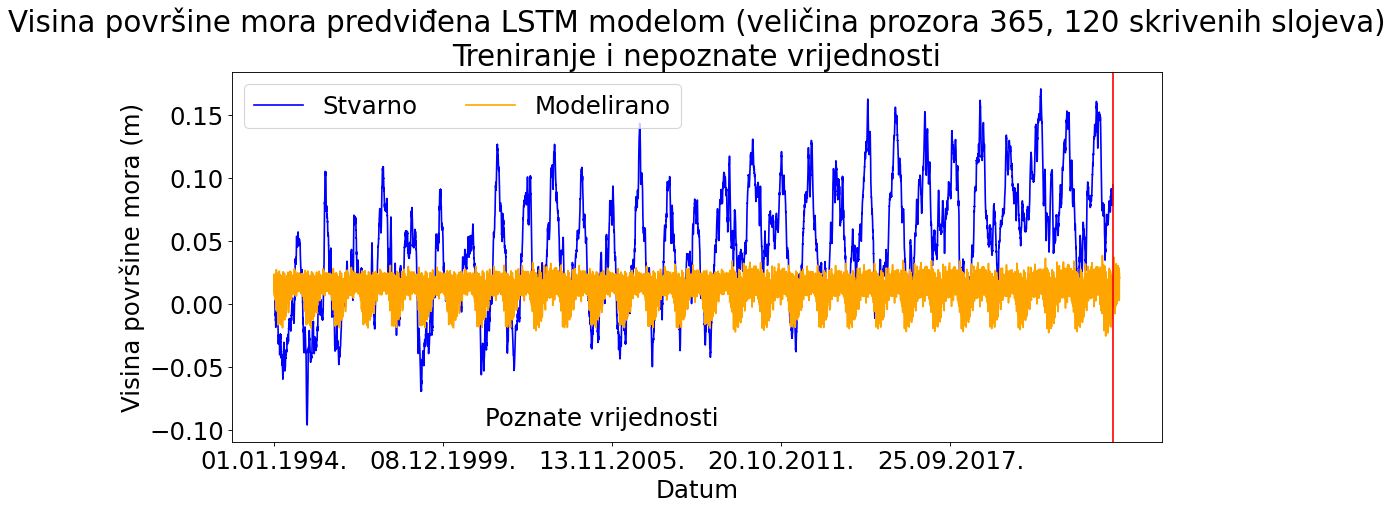 Visina površine mora predviđena LSTM modelom (veličina prozora 365, 120 skrivenih slojeva)
Treniranje i nepoznate vrijednosti
Stvarno
Modelirano
Visina površine mora (m)
0.15
0.10
0.05
0.00
−0.05
−0.10
Poznate vrijednosti
01.01.1994.
08.12.1999.
13.11.2005.
20.10.2011.
25.09.2017.
Datum